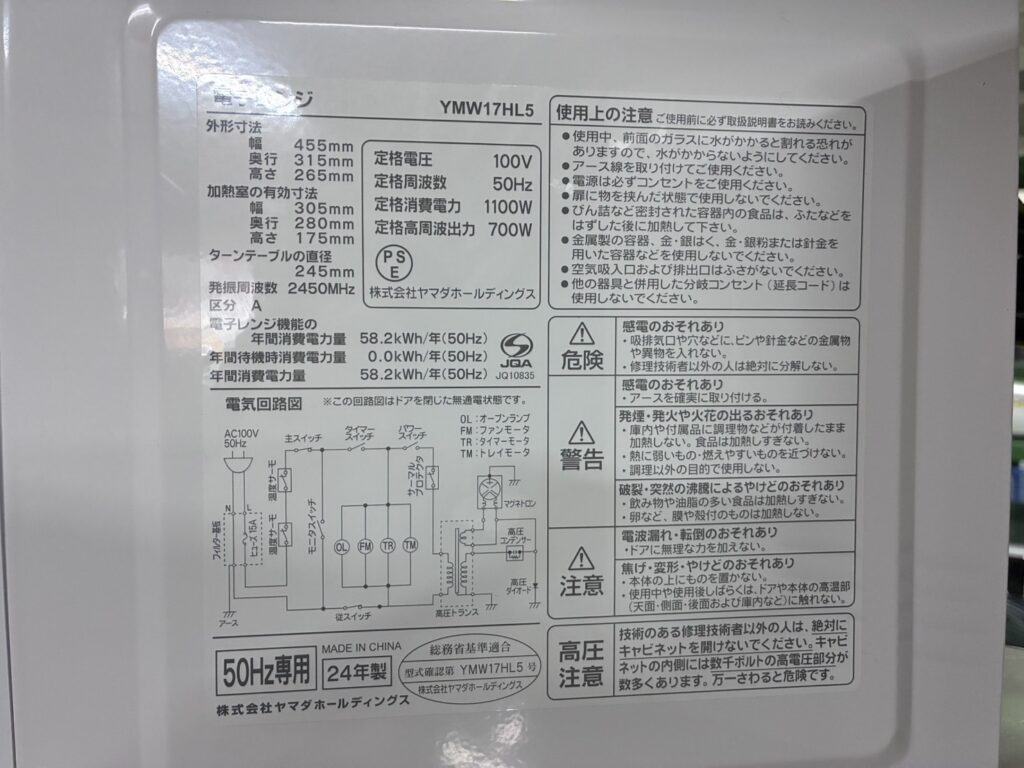 電子レンジ
YMW17HL5
外形寸法
幅 455mm
奥行 315mm
高さ 265mm
加熱室の有効寸法
幅 305mm
奥行 280mm
高さ 175mm
ターンテーブルの直径
245mm
発振周波数 2450MHz
区分 A
定格電圧 100V
定格周波数 50Hz
定格消費電力 1100W
定格高周波出力 700W
PS
E
株式会社ヤマダホールディングス
電子レンジ機能の
年間消費電力量 58.2kWh/年(50Hz)
年間待機時消費電力量 0.0kWh/年(50Hz)
年間消費電力量 58.2kWh/年(50Hz)
JQA
JQ10835
電気回路図 ※この回路図はドアを閉じた無通電状態です。
OL:オーブンランプ
FM:ファンモータ
TR:タイマーモータ
TM:トレイモータ
AC100V
50Hz
主スイッチ
タイマー
スイッチ
パワー
スイッチ
温度サーモ
サーマル
プロテクタ
マグネトロン
N
L
フィルター基板
ヒューズ15A
温度サーモ
モニタスイッチ
OL
FM
TR
TM
高圧
コンデンサー
高圧
ダイオード
アース
従スイッチ
高圧トランス
50Hz専用
MADE IN CHINA
24年製
総務省基準適合
型式確認第 YMW17HL5 号
株式会社ヤマダホールディングス
株式会社ヤマダホールディングス
使用上の注意 ご使用前に必ず取扱説明書をお読みください。
●使用中、前面のガラスに水がかかると割れる恐れが
ありますので、水がかからないようにしてください。
●アース線を取り付けてご使用ください。
●電源は必ずコンセントをご使用ください。
●扉に物を挟んだ状態で使用しないでください。
●びん詰など密封された容器内の食品は、ふたなどを
はずした後に加熱して下さい。
●金属製の容器、金・銀はく、金・銀粉または針金を
用いた容器などを使用しないでください。
●空気吸入口および排出口はふさがないでください。
●他の器具と併用した分岐コンセント(延長コード)は
使用しないでください。
危険
感電のおそれあり
・吸排気口や穴などに、ピンや針金などの金属物
や異物を入れない。
・修理技術者以外の人は絶対に分解しない。
警告
感電のおそれあり
・アースを確実に取り付ける。
発煙・発火や火花の出るおそれあり
・庫内や付属品に調理物などが付着したまま
加熱しない。食品は加熱しすぎない。
・熱に弱いもの・燃えやすいものを近づけない。
・調理以外の目的で使用しない。
破裂・突然の沸騰によるやけどのおそれあり
・飲み物や油脂の多い食品は加熱しすぎない。
・卵など、膜や殻付のものは加熱しない。
注意
電波漏れ・転倒のおそれあり
・ドアに無理な力を加えない。
焦げ・変形・やけどのおそれあり
・本体の上にものを置かない。
・使用中や使用後しばらくは、ドアや本体の高温部
(天面・側面・後面および庫内など)に触れない。
高圧
注意
技術のある修理技術者以外の人は、絶対に
キャビネットを開けないでください。キャビ
ネットの内側には数千ボルトの高電圧部分が
数多くあります。万一さわると危険です。